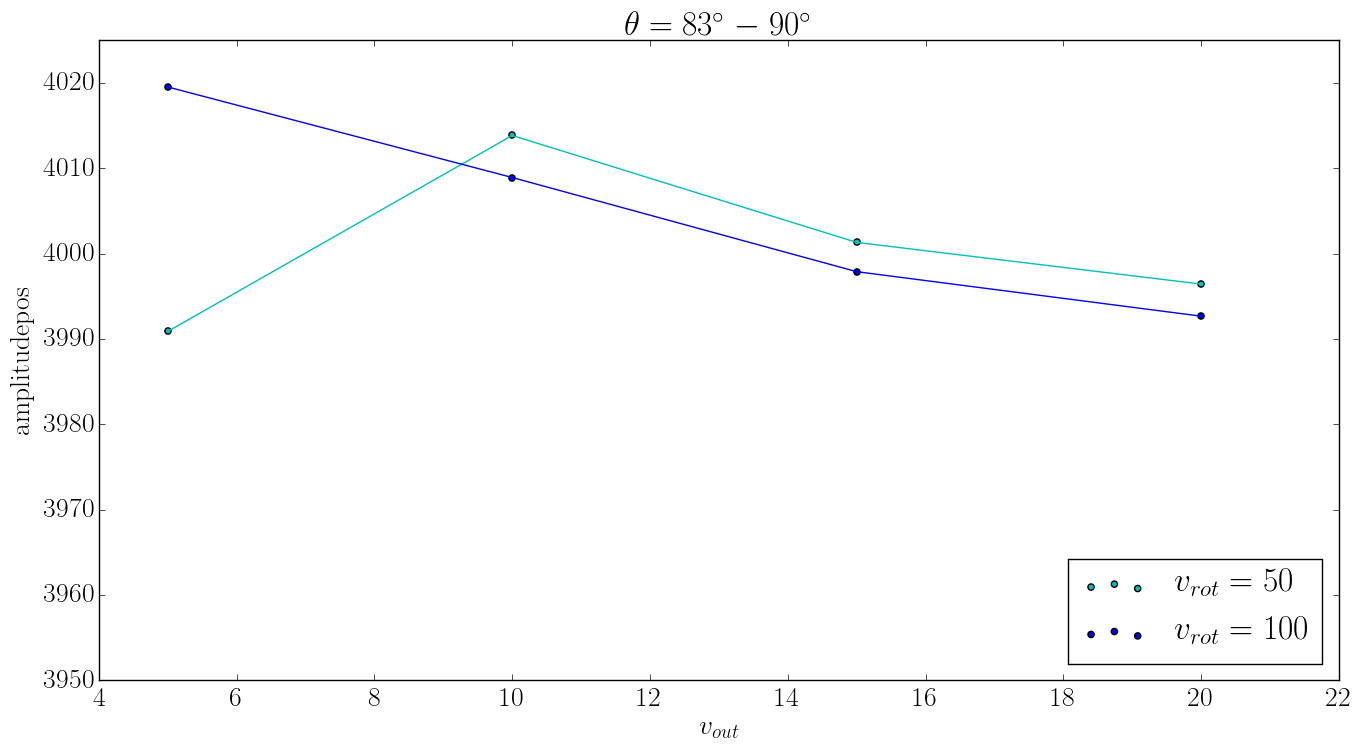 θ = 83° − 90°
4020
4010
4000
3990
3980
3970
3960
3950
amplitudepos
4 6 8 10 12 14 16 18 20 22
v_out
v_rot = 50
v_rot = 100